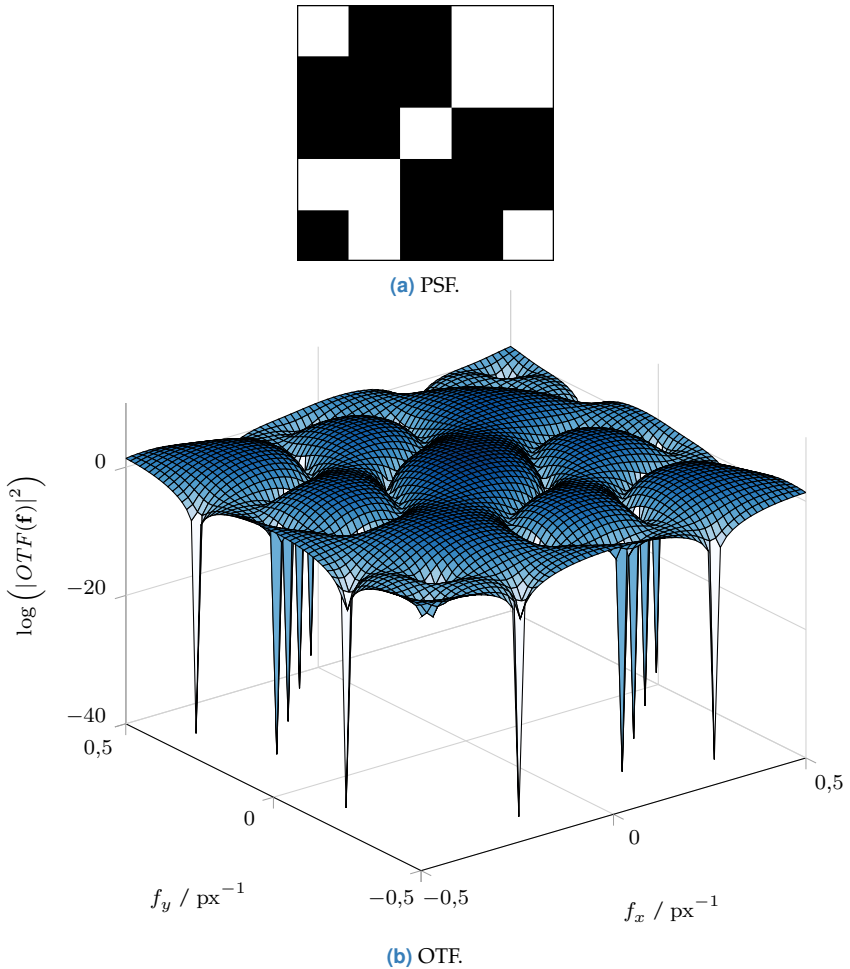 (a) PSF.
log (|OTF(f)|²)
0
−20
−40
0,5
0
−0,5
−0,5
0
0,5
f_y / px⁻¹
f_x / px⁻¹
(b) OTF.